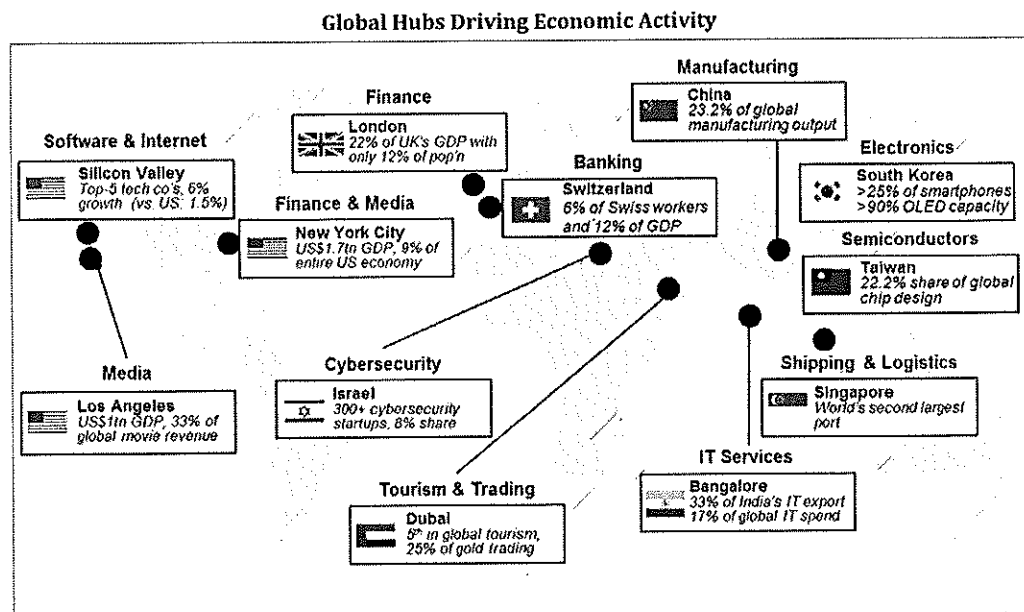 Global Hubs Driving Economic Activity
Manufacturing
China
23.2% of global
manufacturing output
Finance
London
22% of UK's GDP with
only 12% of pop'n
Software & Internet
Silicon Valley
Top-5 tech co's, 6%
growth (vs. US: 1.5%)
Electronics
South Korea
>25% of smartphones
>90% OLED capacity
Banking
Switzerland
6% of Swiss workers
and 12% of GDP
Finance & Media
New York City
US$1.7tn GDP, 9% of
entire US economy
Semiconductors
Taiwan
22.2% share of global
chip design
Cybersecurity
Israel
300+ cybersecurity
startups, 8% share
Shipping & Logistics
Singapore
World's second largest
port
Media
Los Angeles
US$1tn GDP, 33% of
global movie revenue
IT Services
Bangalore
33% of India's IT export
17% of global IT spend
Tourism & Trading
Dubai
5th in global tourism,
25% of gold trading